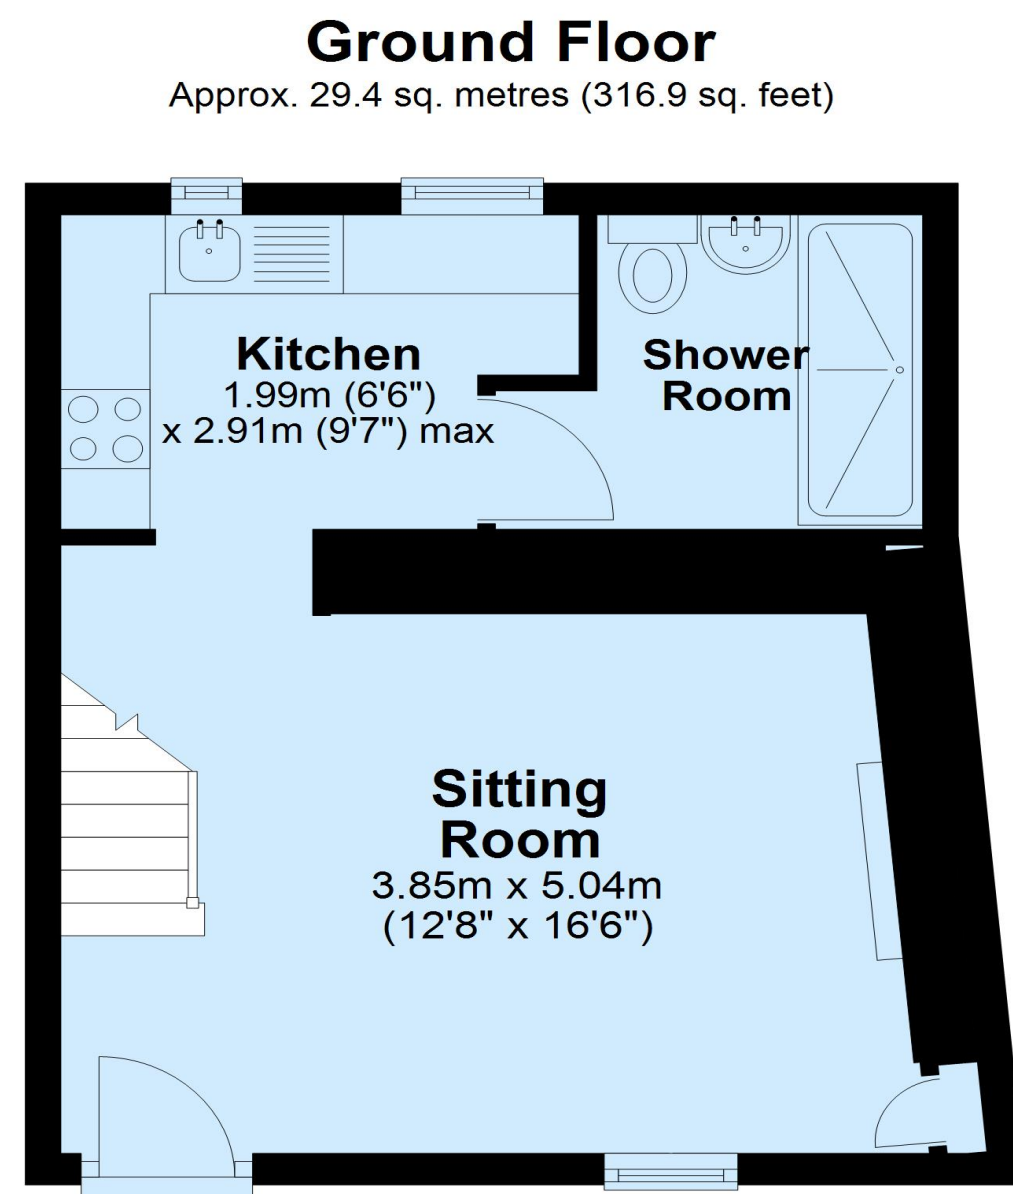 Ground Floor
Approx. 29.4 sq. metres (316.9 sq. feet)
Kitchen
1.99m (6'6")
x 2.91m (9'7") max
Shower
Room
Sitting
Room
3.85m x 5.04m
(12'8" x 16'6")